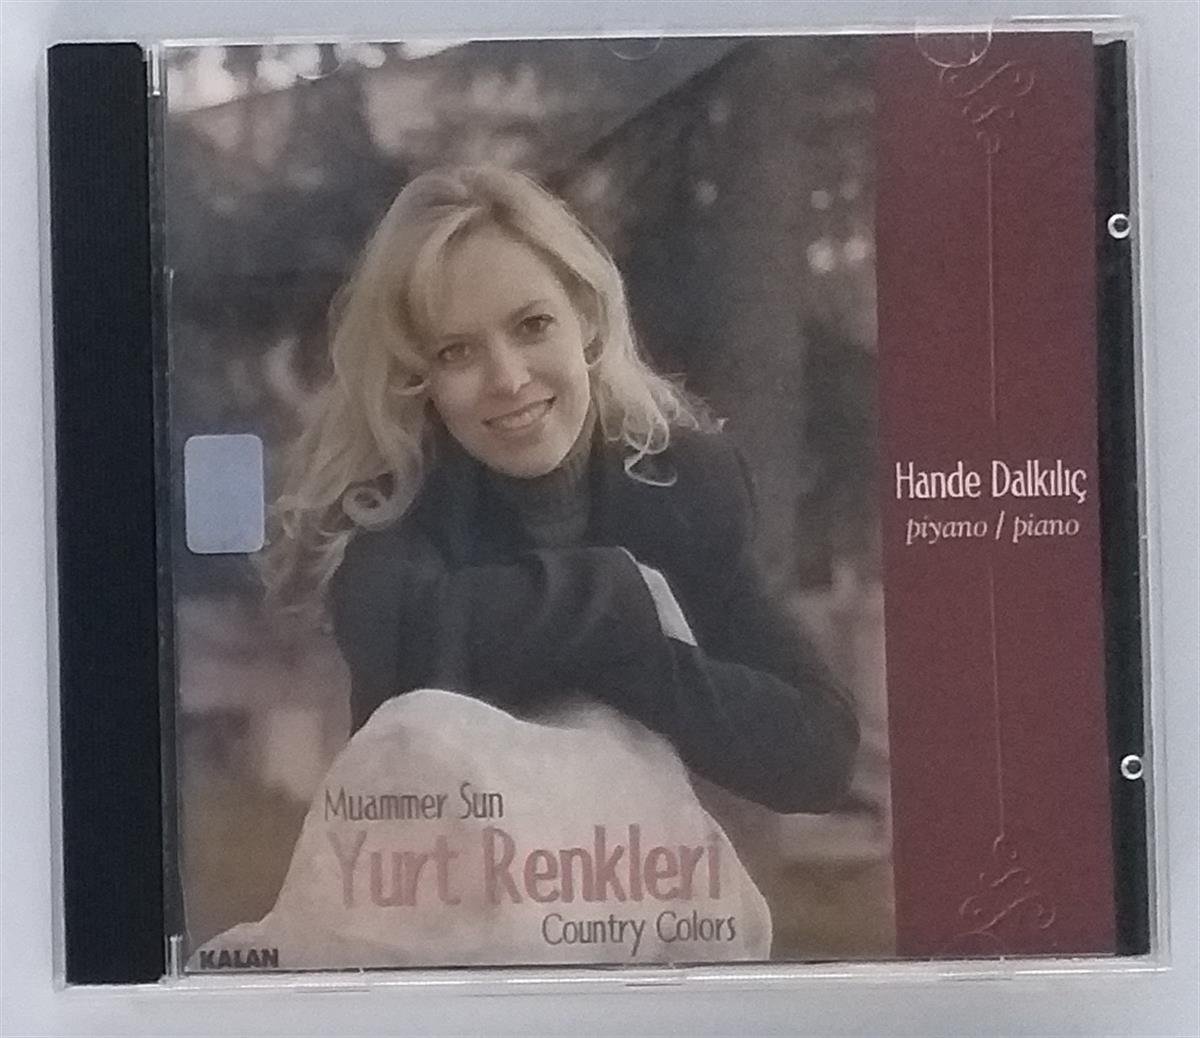 Hande Dalkılıç
piyano / piano
Muammer Sun
Yurt Renkleri
Country Colors
KALAN